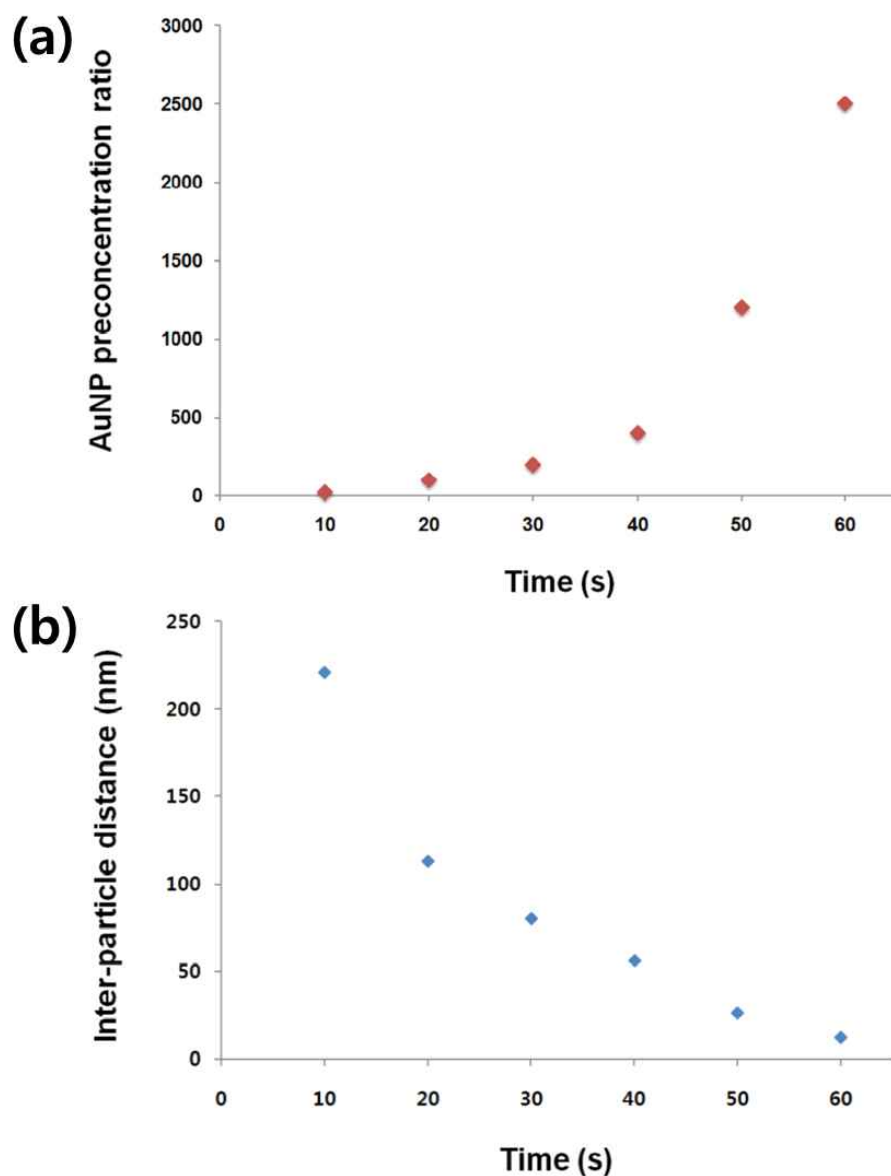 (a)
AuNP preconcentration ratio
3000
2500
2000
1500
1000
500
0
0 10 20 30 40 50 60
Time (s)
(b)
Inter-particle distance (nm)
250
200
150
100
50
0
0 10 20 30 40 50 60
Time (s)